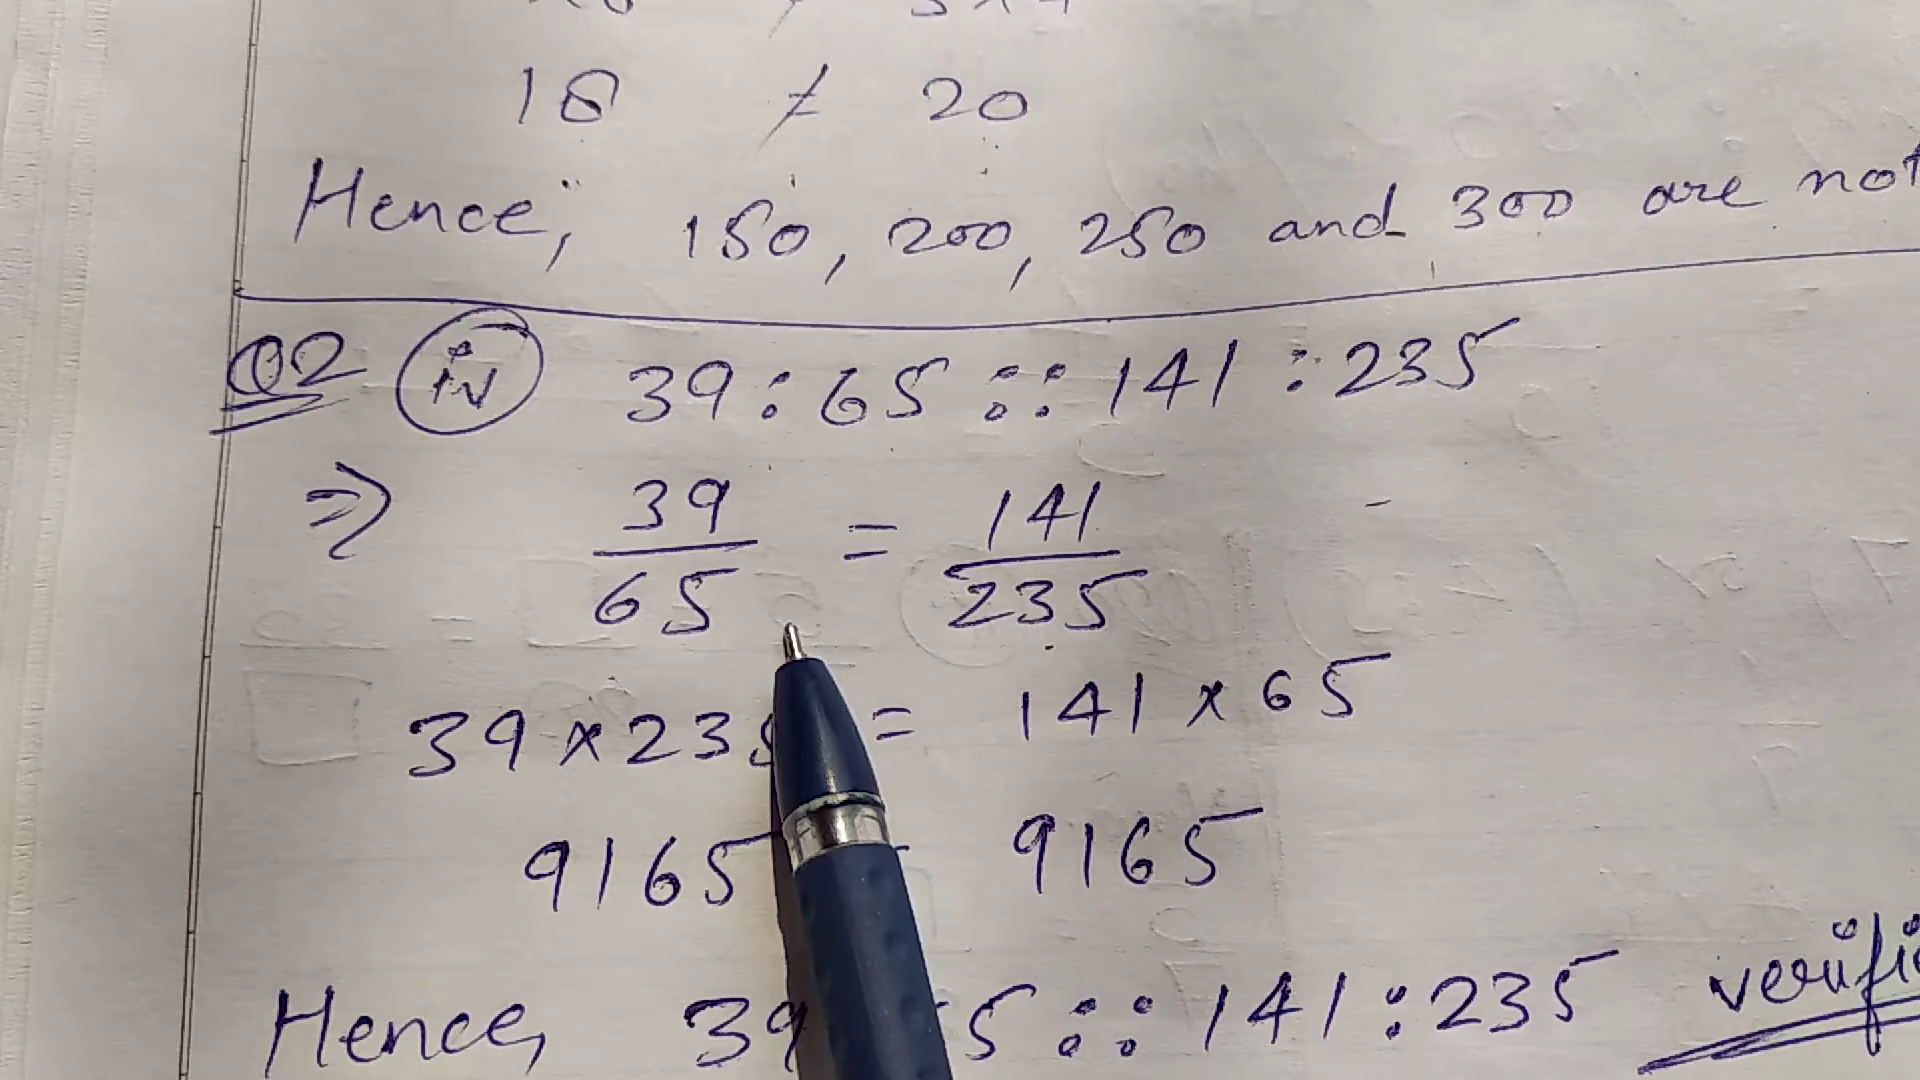 18 ≠ 20
Hence, 150, 200, 250 and 300 are not
Q2 iv 39 : 65 :: 141 : 235
⇒ 39/65 = 141/235
39 × 23 = 141 × 65
9165 9165
Hence, 39 5 :: 141 : 235